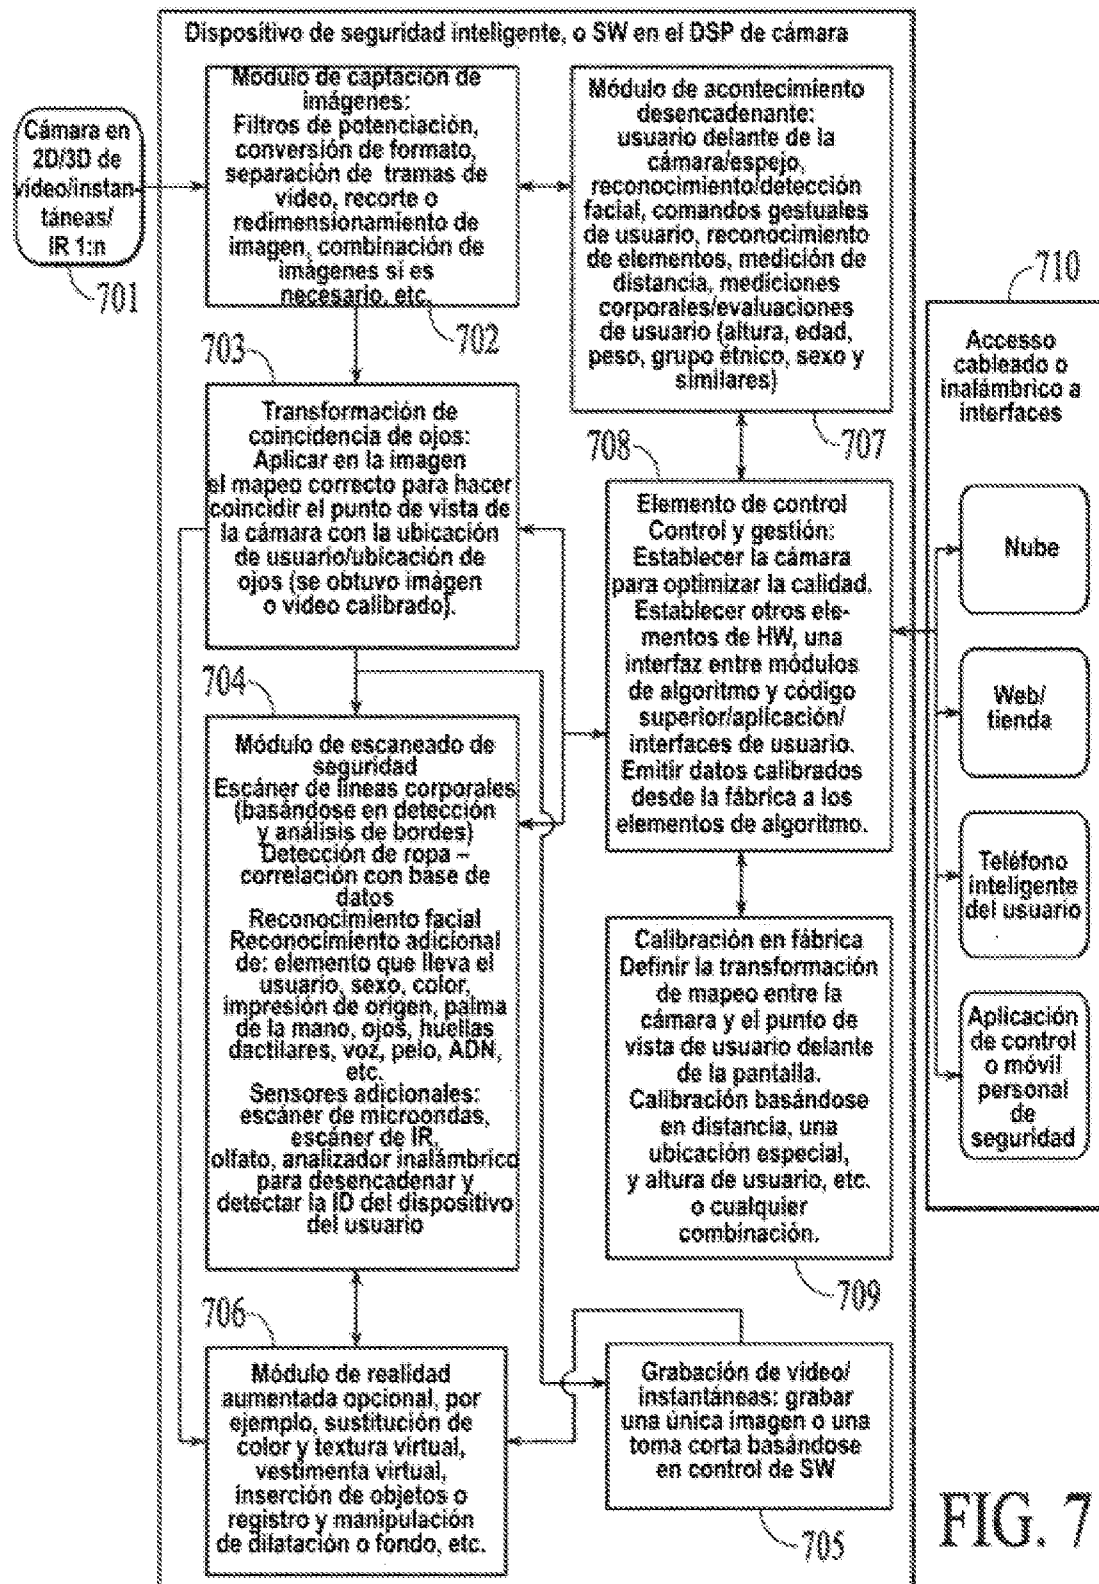 Dispositivo de seguridad inteligente, o SW en el DSP de cámara
Cámara en
2D/3D de
vídeo/instan-
táneas/
IR 1:n
701
Módulo de captación de
imágenes:
Filtros de potenciación,
conversión de formato,
separación de tramas de
vídeo, recorte o
redimensionamiento de
imagen, combinación de
imágenes si es
necesario, etc.
702
Módulo de acontecimiento
desencadenante:
usuario delante de la
cámara/espejo,
reconocimiento/detección
facial, comandos gestuales
de usuario, reconocimiento
de elementos, medición de
distancia, mediciones
corporales/evaluaciones
de usuario (altura, edad,
peso, grupo étnico, sexo y
similares)
707
703
Transformación de
coincidencia de ojos:
Aplicar en la imagen
el mapeo correcto para hacer
coincidir el punto de vista de
la cámara con la ubicación
de usuario/ubicación de
ojos (se obtuvo imágen
o vídeo calibrado).
708
Elemento de control
Control y gestión:
Establecer la cámara
para optimizar la calidad.
Establecer otros ele-
mentos de HW, una
interfaz entre módulos
de algoritmo y código
superior/aplicación/
interfaces de usuario.
Emitir datos calibrados
desde la fábrica a los
elementos de algoritmo.
704
Módulo de escaneado de
seguridad
Escáner de líneas corporales
(basándose en detección
y análisis de bordes)
Detección de ropa –
correlación con base de
datos
Reconocimiento facial
Reconocimiento adicional
de: elemento que lleva el
usuario, sexo, color,
impresión de origen, palma
de la mano, ojos, huellas
dactilares, voz, pelo, ADN,
etc.
Sensores adicionales:
escáner de microondas,
escáner de IR,
olfato, analizador inalámbrico
para desencadenar y
detectar la ID del dispositivo
del usuario
Calibración en fábrica
Definir la transformación
de mapeo entre la
cámara y el punto de
vista de usuario delante
de la pantalla.
Calibración basándose
en distancia, una
ubicación especial,
y altura de usuario, etc.
o cualquier
combinación.
709
706
Módulo de realidad
aumentada opcional, por
ejemplo, sustitución de
color y textura virtual,
vestimenta virtual,
inserción de objetos o
registro y manipulación
de dilatación o fondo, etc.
Grabación de vídeo/
instantáneas: grabar
una única imagen o una
toma corta basándose
en control de SW
705
710
Accesso
cableado o
inalámbrico a
interfaces
Nube
Web/
tienda
Teléfono
inteligente
del usuario
Aplicación
de control
o móvil
personal
de
seguridad
FIG. 7